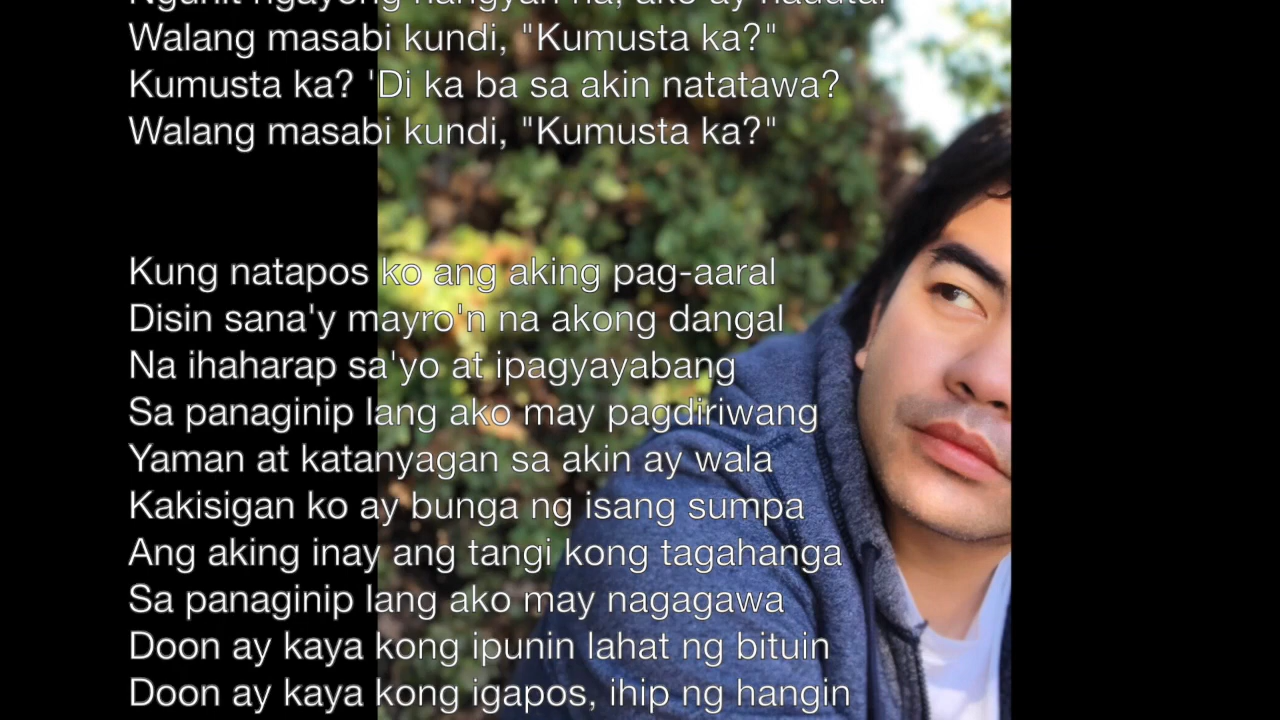 Walang masabi kundi, "Kumusta ka?"
Kumusta ka? 'Di ka ba sa akin natatawa?
Walang masabi kundi, "Kumusta ka?"
Kung natapos ko ang aking pag-aaral
Disin sana'y mayro'n na akong dangal
Na ihaharap sa'yo at ipagyayabang
Sa panaginip lang ako may pagdiriwang
Yaman at katanyagan sa akin ay wala
Kakisigan ko ay bunga ng isang sumpa
Ang aking inay ang tangi kong tagahanga
Sa panaginip lang ako may nagagawa
Doon ay kaya kong ipunin lahat ng bituin
Doon ay kaya kong igapos, ihip ng hangin